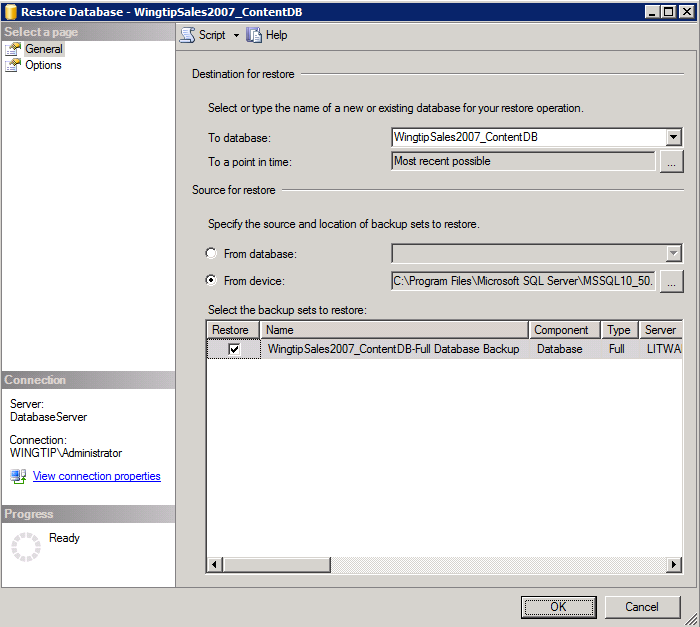 Restore Database - WingtipSales2007_ContentDB
Select a page
General
Options
Script
Help
Destination for restore
Select or type the name of a new or existing database for your restore operation.
To database:
WingtipSales2007_ContentDB
To a point in time:
Most recent possible
...
Source for restore
Specify the source and location of backup sets to restore.
From database:
From device:
C:\Program Files\Microsoft SQL Server\MSSQL10_50.
...
Select the backup sets to restore:
Restore Name Component Type Server
WingtipSales2007_ContentDB-Full Database Backup Database Full LITWA
Connection
Server:
DatabaseServer
Connection:
WINGTIP\Administrator
View connection properties
Progress
Ready
OK
Cancel